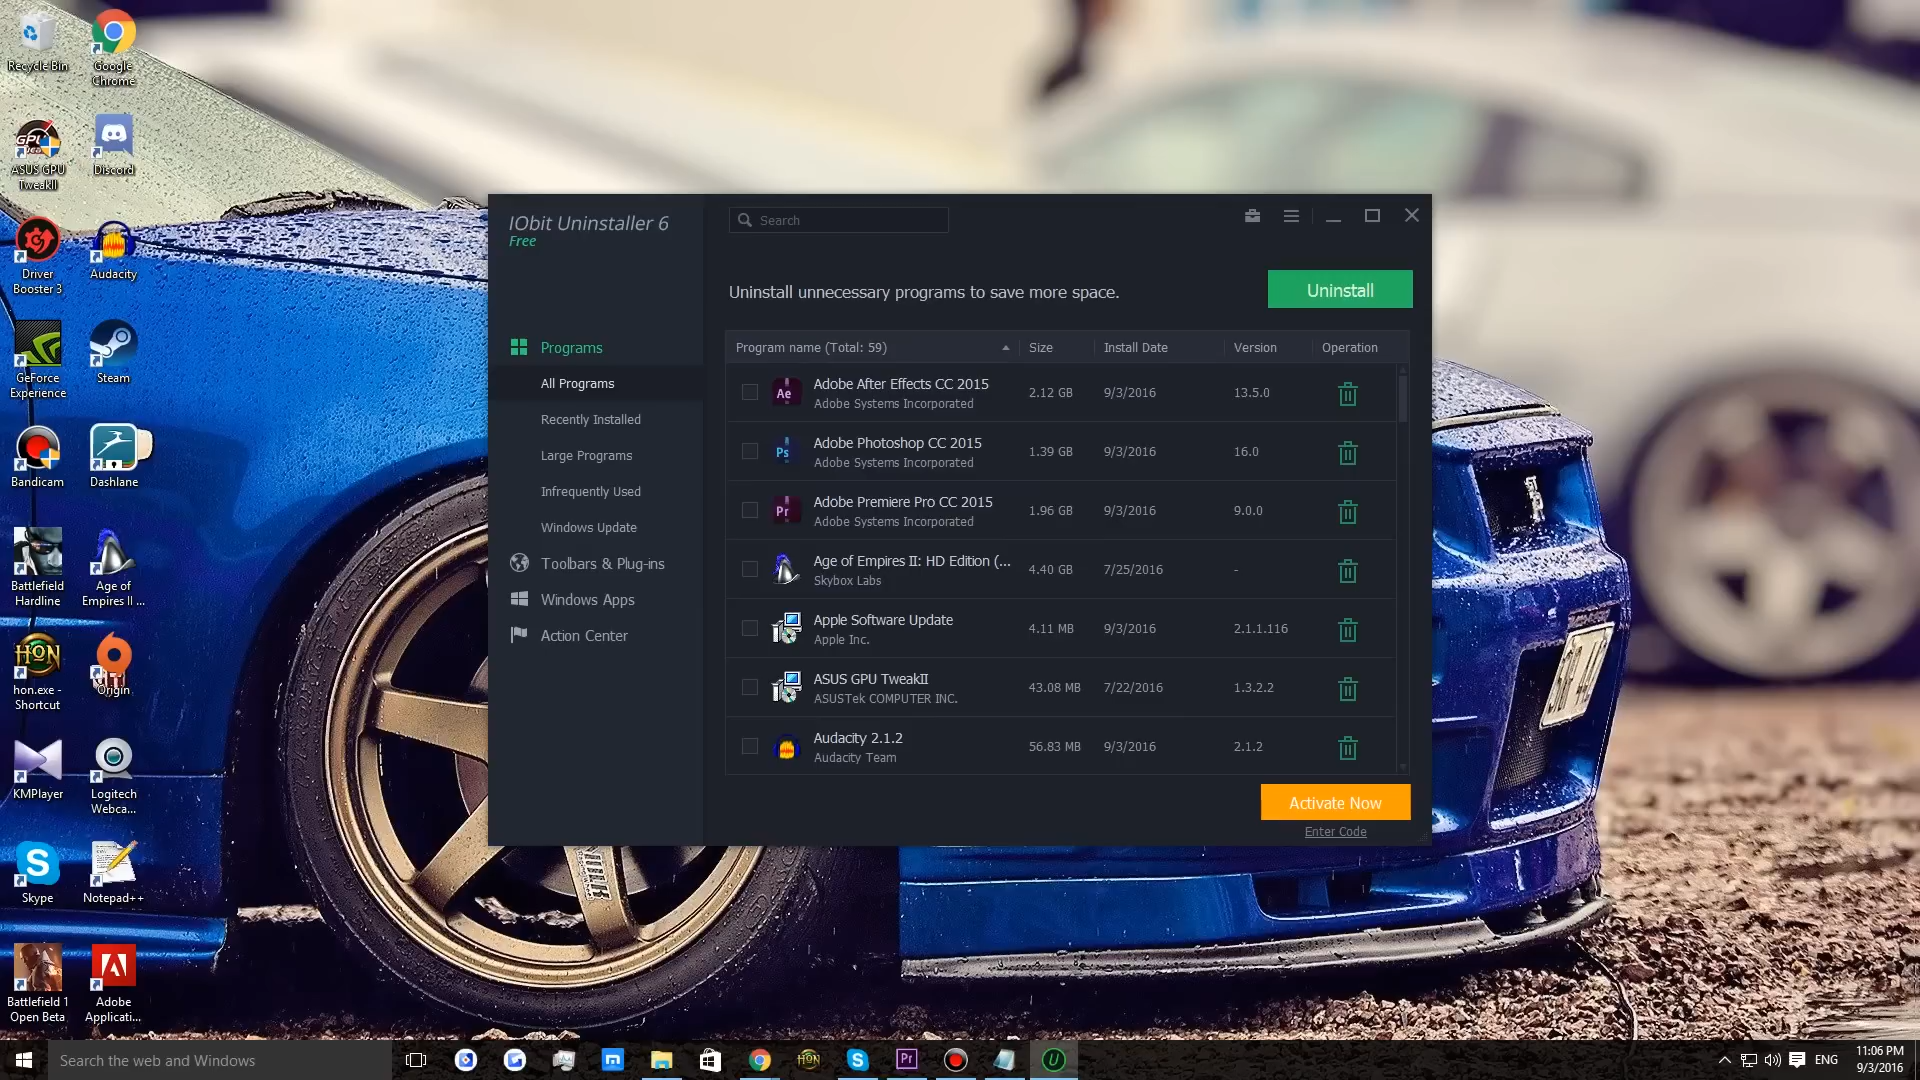 Recycle Bin
Google
Chrome
ASUS GPU
TweakII
Discord
Driver
Booster 3
Audacity
GeForce
Experience
Steam
Bandicam
Dashlane
Battlefield
Hardline
Age of
Empires II ...
HON
hon.exe -
Shortcut
Origin
KMPlayer
Logitech
Webca...
Skype
Notepad++
Battlefield 1
Open Beta
Adobe
Applicati...
IObit Uninstaller 6
Free
Search
Uninstall unnecessary programs to save more space.
Uninstall
Programs
All Programs
Recently Installed
Large Programs
Infrequently Used
Windows Update
Toolbars & Plug-ins
Windows Apps
Action Center
Program name (Total: 59) Size Install Date Version Operation
Ae Adobe After Effects CC 2015
Adobe Systems Incorporated
2.12 GB 9/3/2016 13.5.0
Ps Adobe Photoshop CC 2015
Adobe Systems Incorporated
1.39 GB 9/3/2016 16.0
Pr Adobe Premiere Pro CC 2015
Adobe Systems Incorporated
1.96 GB 9/3/2016 9.0.0
Age of Empires II: HD Edition (...
Skybox Labs
4.40 GB 7/25/2016 -
Apple Software Update
Apple Inc.
4.11 MB 9/3/2016 2.1.1.116
ASUS GPU TweakII
ASUSTek COMPUTER INC.
43.08 MB 7/22/2016 1.3.2.2
Audacity 2.1.2
Audacity Team
56.83 MB 9/3/2016 2.1.2
Activate Now
Enter Code
Search the web and Windows
HON
Pr
ENG
11:06 PM
9/3/2016